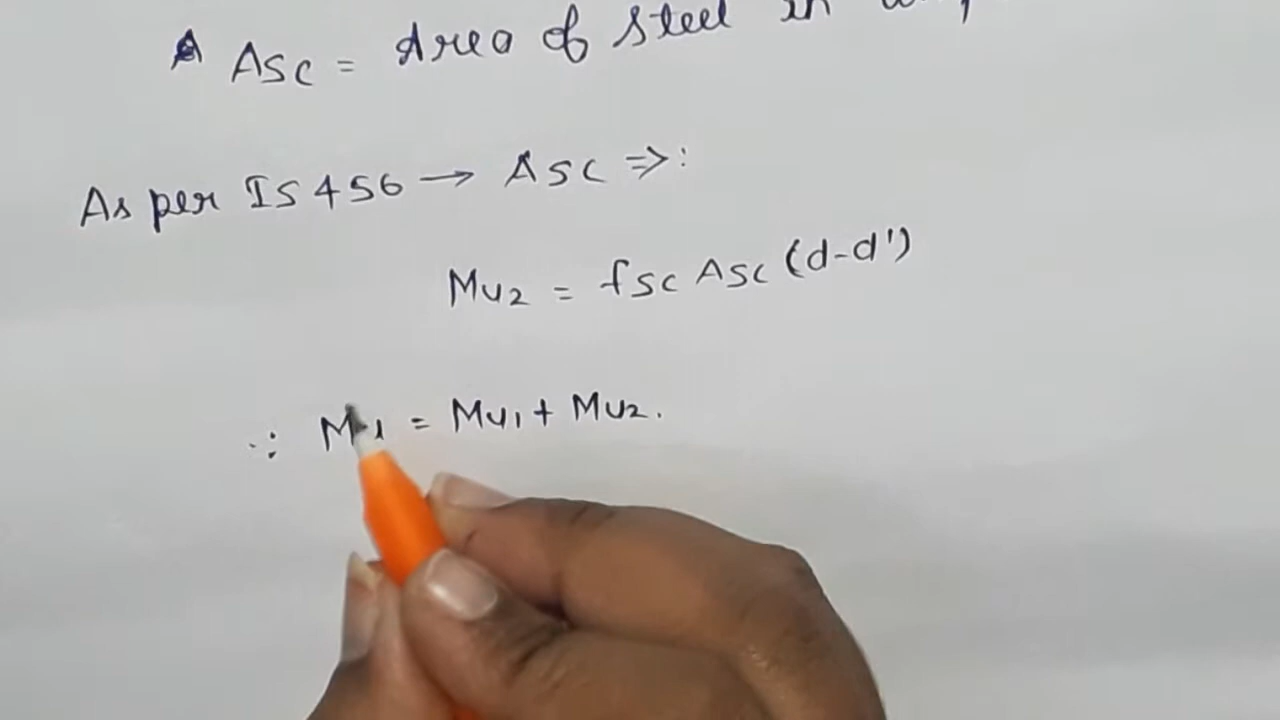 Asc = Area of steel in
As per IS 456 → Asc ⇒:
Mu2 = fsc Asc (d-d')
∵ Mu = Mu1 + Mu2.